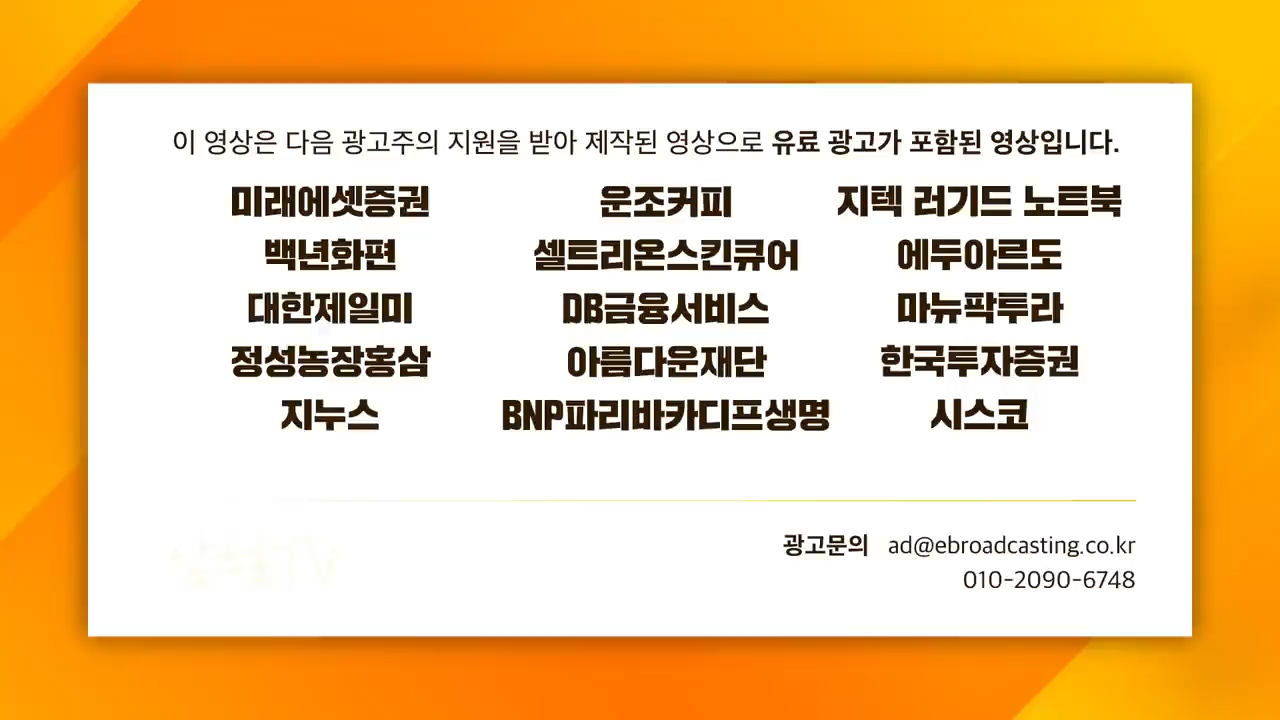 이 영상은 다음 광고주의 지원을 받아 제작된 영상으로 유료 광고가 포함된 영상입니다.
미래에셋증권 운조커피 지텍 러기드 노트북
백년화편 셀트리온스킨큐어 에두아르도
대한제일미 DB금융서비스 마뉴팍투라
정성농장홍삼 아름다운재단 한국투자증권
지누스 BNP파리바카디프생명 시스코
광고문의 ad@ebroadcasting.co.kr
010-2090-6748